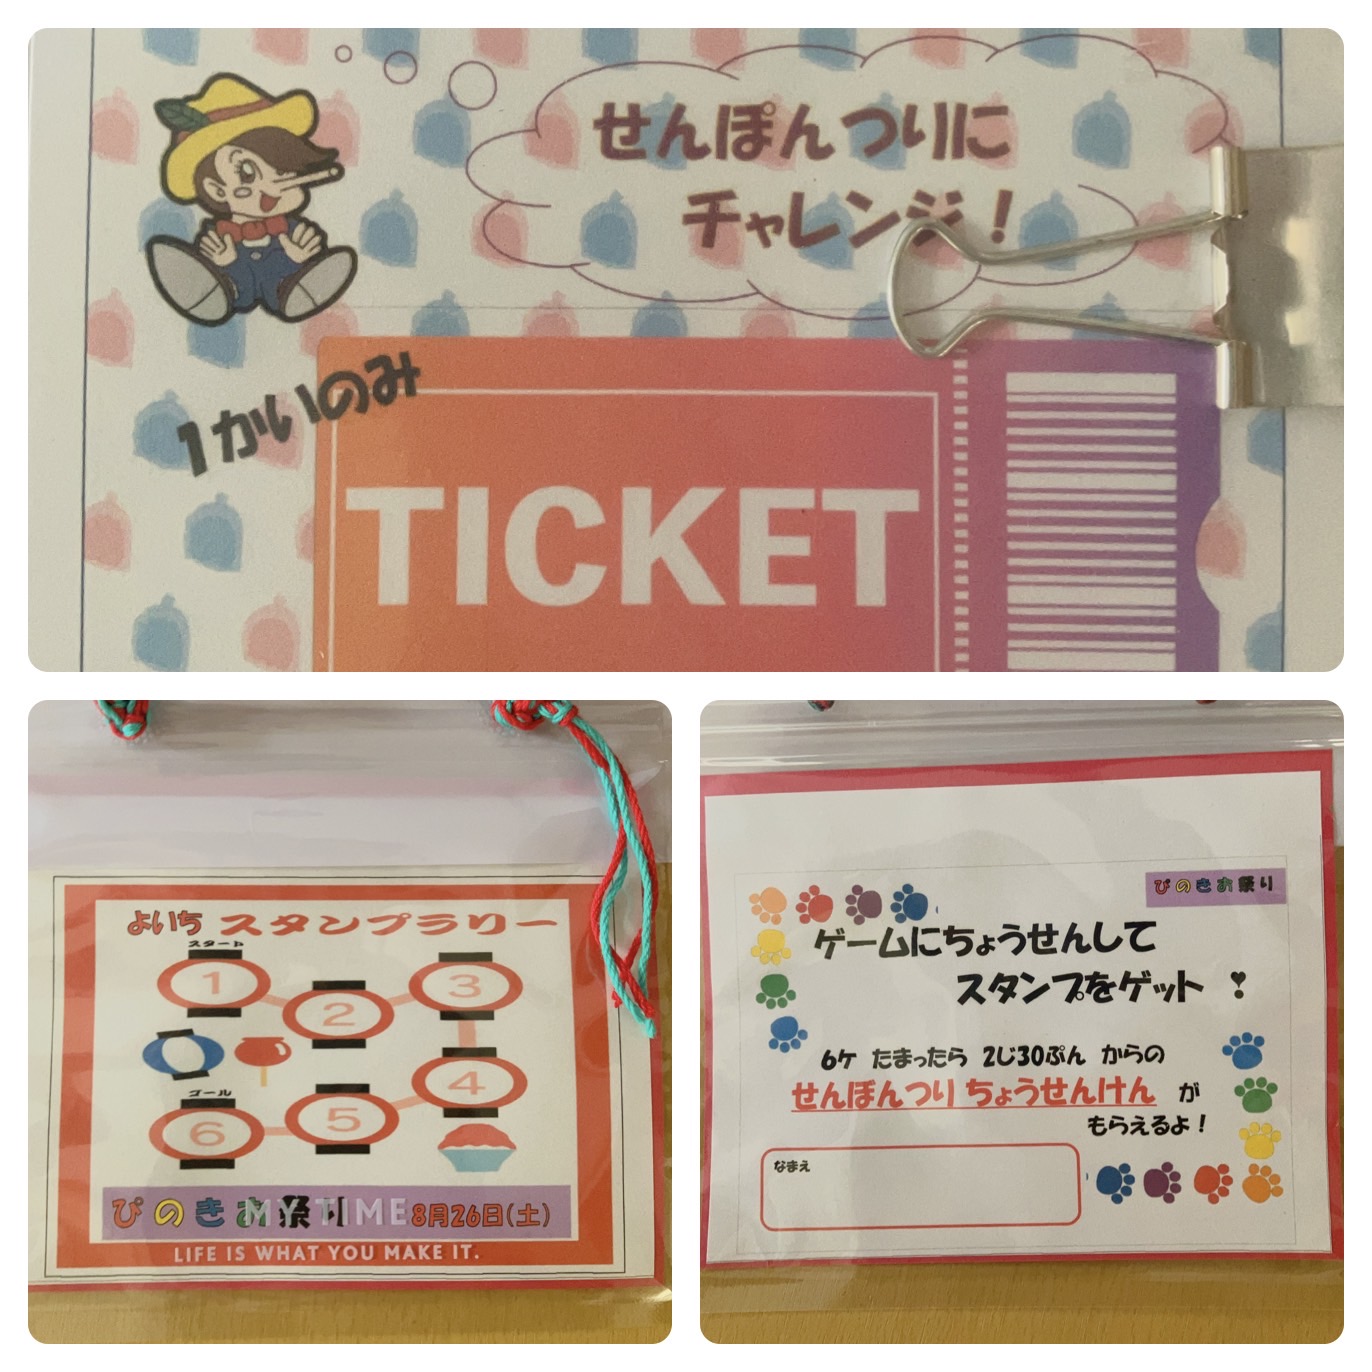 せんぽんつりに
チャレンジ！
1かいのみ
TICKET
よいち スタンプラリー
スタート
1
2
3
4
5
ゴール
6
ぴのきお祭り 8月26日(土)
MY TIME
LIFE IS WHAT YOU MAKE IT.
ぴのきお祭り
ゲームにちょうせんして
スタンプをゲット❣
6ケ たまったら 2じ30ぷん からの
せんぼんつり ちょうせんけん が
もらえるよ！
なまえ